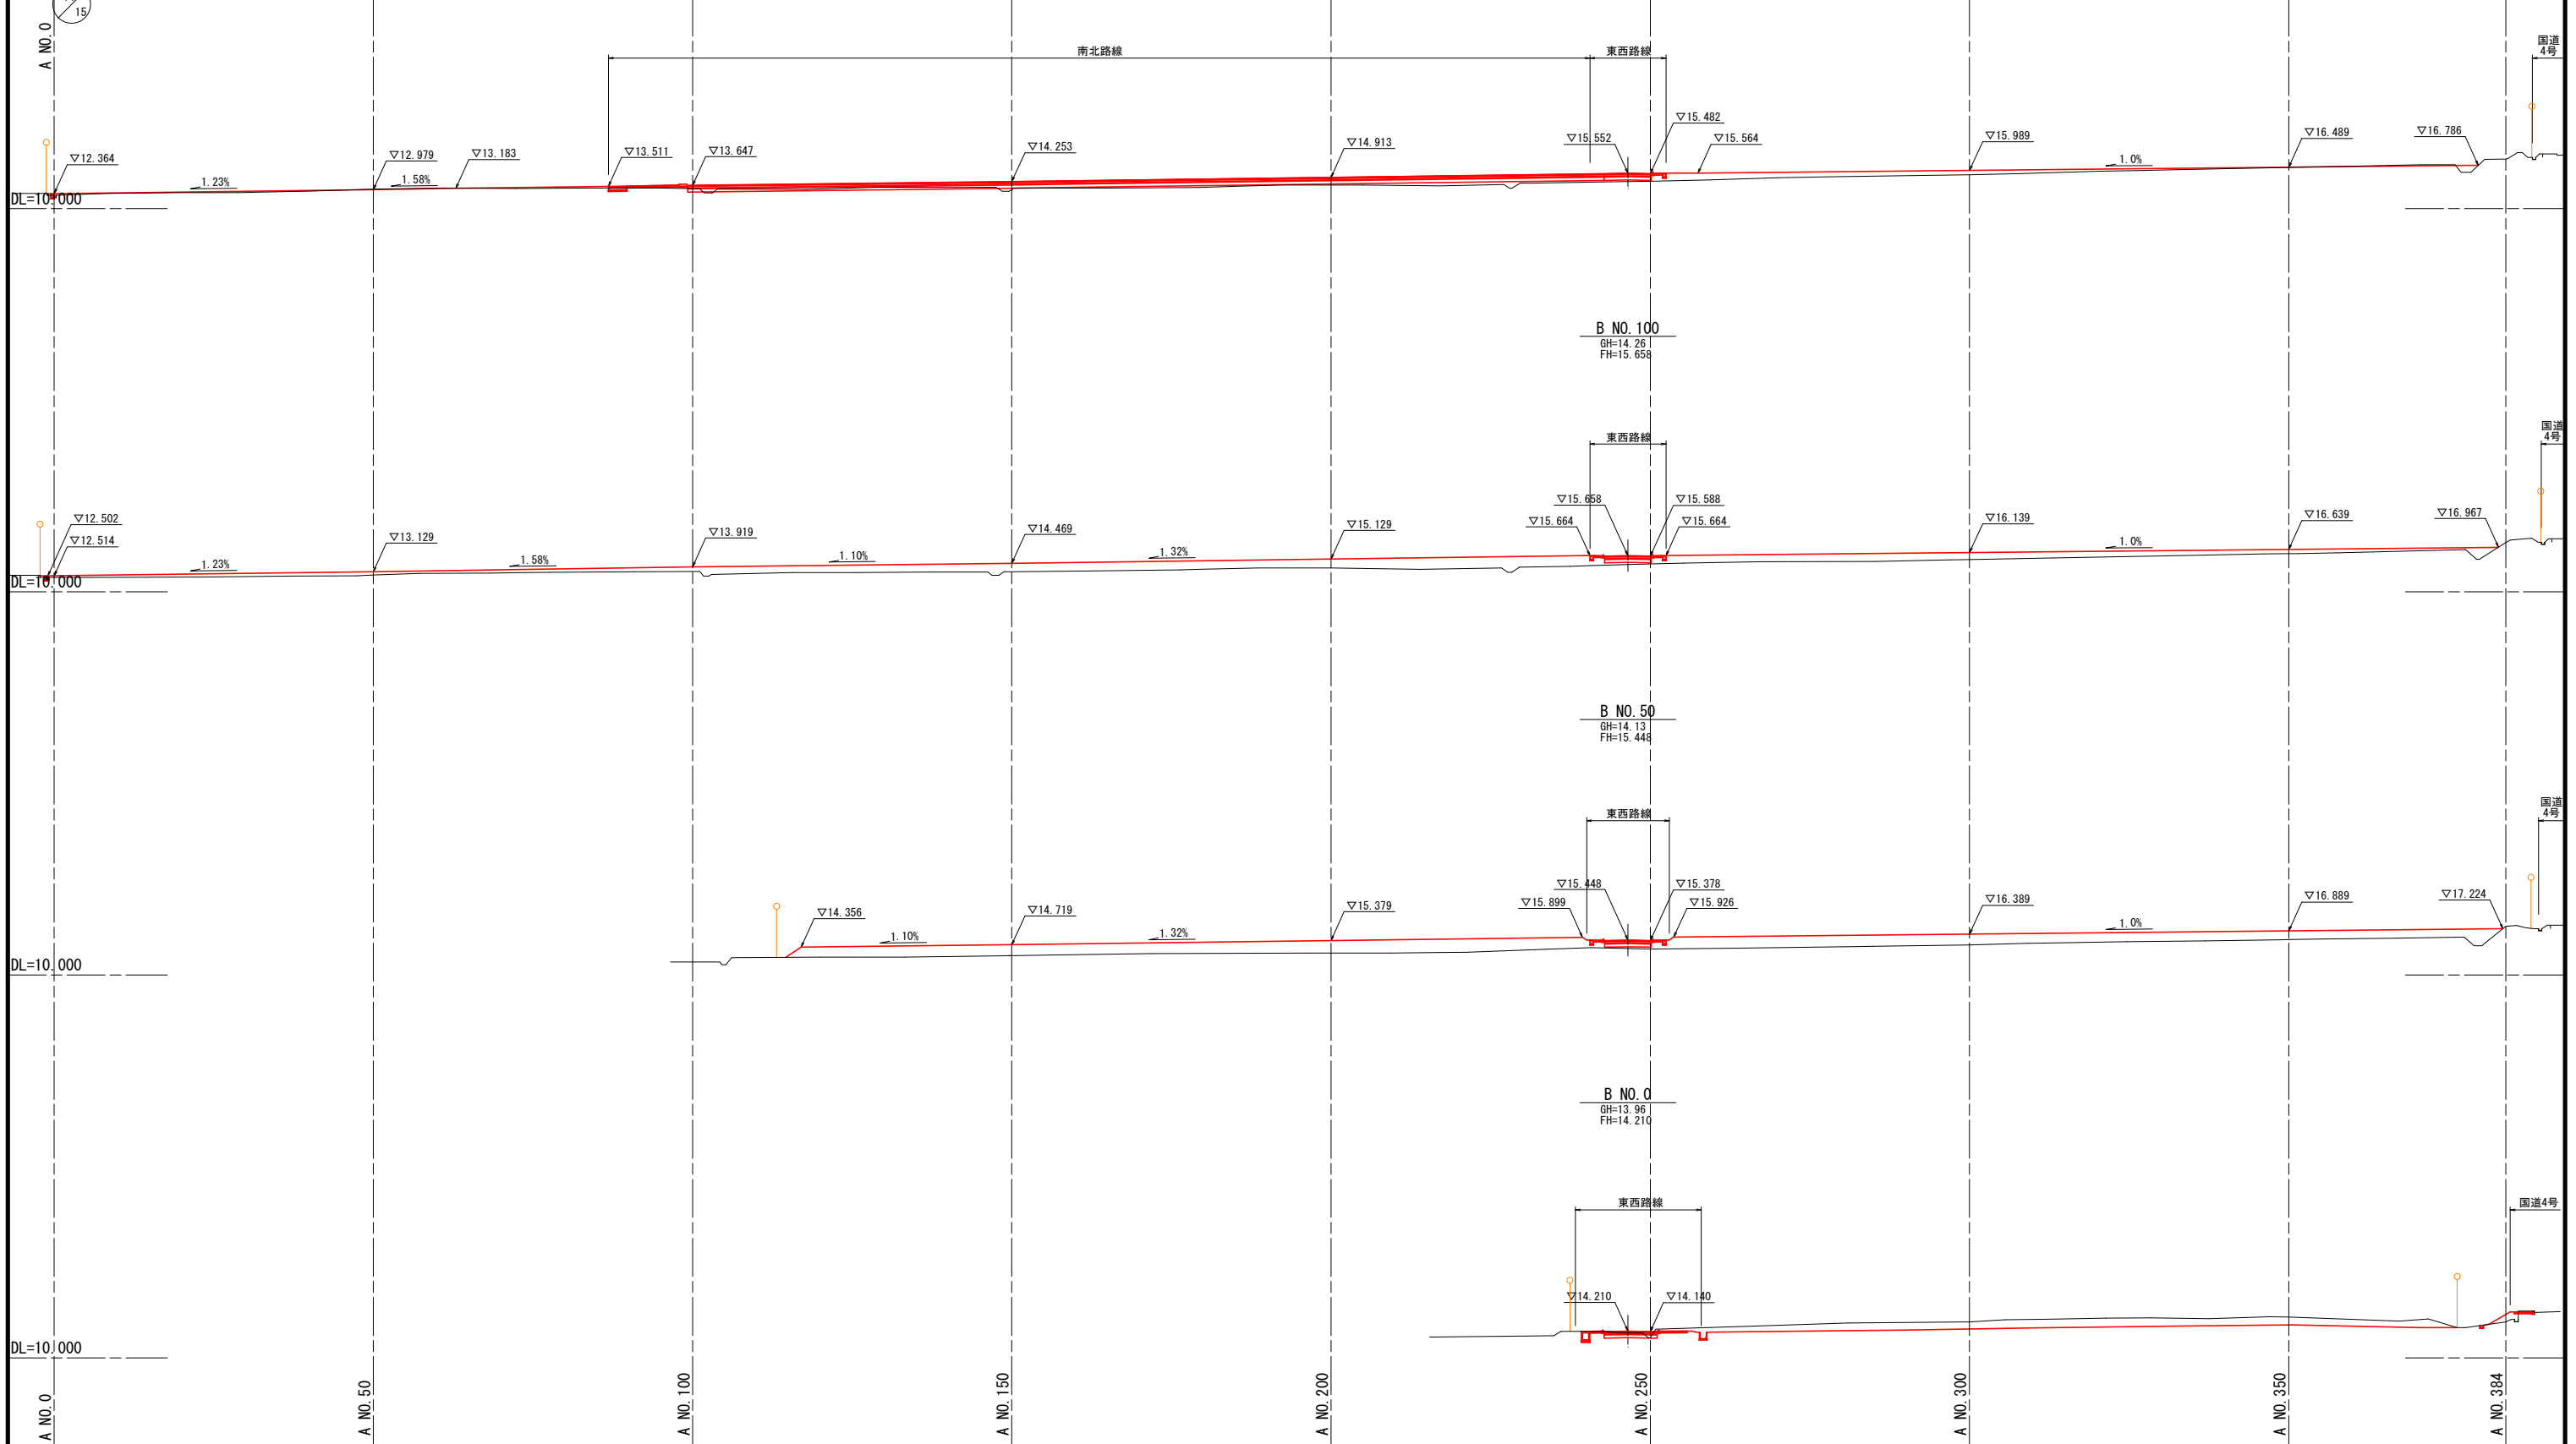 15
A NO.0
南北路線
東西路線
国道
4号
▽12.364
1.23%
▽12.979
1.58%
▽13.183
▽13.511
▽13.647
▽14.253
▽14.913
▽15.552
▽15.482
▽15.564
▽15.989
1.0%
▽16.489
▽16.786
DL=10.000
B NO.100
GH=14.26
FH=15.658
東西路線
国道
4号
▽12.502
▽12.514
1.23%
▽13.129
1.58%
▽13.919
1.10%
▽14.469
1.32%
▽15.129
▽15.664
▽15.658
▽15.588
▽15.664
▽16.139
1.0%
▽16.639
▽16.967
DL=10.000
B NO.50
GH=14.13
FH=15.448
東西路線
国道
4号
▽14.356
1.10%
▽14.719
1.32%
▽15.379
▽15.899
▽15.448
▽15.378
▽15.926
▽16.389
1.0%
▽16.889
▽17.224
DL=10.000
B NO.0
GH=13.96
FH=14.210
東西路線
国道4号
▽14.210
▽14.140
DL=10.000
A NO.0
A NO.50
A NO.100
A NO.150
A NO.200
A NO.250
A NO.300
A NO.350
A NO.384